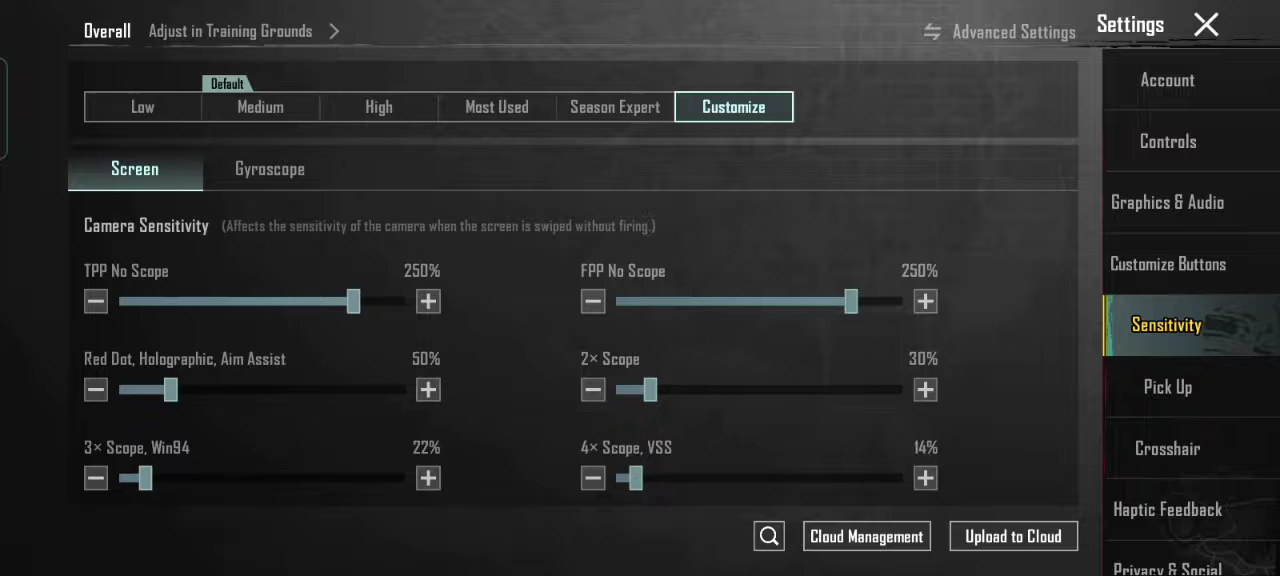 Overall
Adjust in Training Grounds
Advanced Settings
Settings
Default
Low
Medium
High
Most Used
Season Expert
Customize
Screen
Gyroscope
Camera Sensitivity (Affects the sensitivity of the camera when the screen is swiped without firing.)
TPP No Scope 250%
FPP No Scope 250%
Red Dot, Holographic, Aim Assist 50%
2× Scope 30%
3× Scope, Win94 22%
4× Scope, VSS 14%
Cloud Management
Upload to Cloud
Account
Controls
Graphics & Audio
Customize Buttons
Sensitivity
Pick Up
Crosshair
Haptic Feedback
Privacy & Social